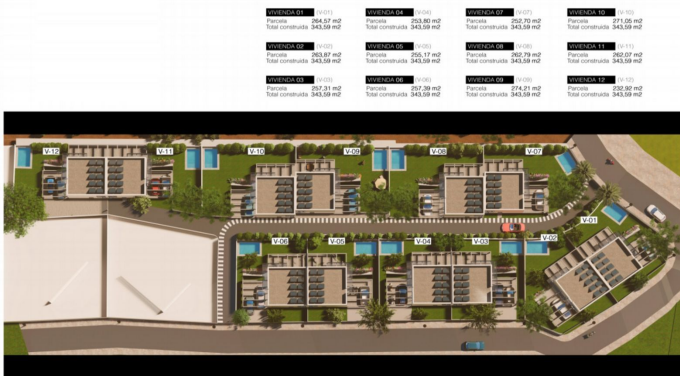 VIVIENDA 01 (V-01) VIVIENDA 04 (V-04) VIVIENDA 07 (V-07) VIVIENDA 10 (V-10)
Parcela 264,57 m2 Parcela 253,80 m2 Parcela 252,70 m2 Parcela 271,05 m2
Total construida 343,59 m2 Total construida 343,59 m2 Total construida 343,59 m2 Total construida 343,59 m2
VIVIENDA 02 (V-02) VIVIENDA 05 (V-05) VIVIENDA 08 (V-08) VIVIENDA 11 (V-11)
Parcela 263,87 m2 Parcela 255,17 m2 Parcela 262,79 m2 Parcela 262,07 m2
Total construida 343,59 m2 Total construida 343,59 m2 Total construida 343,59 m2 Total construida 343,59 m2
VIVIENDA 03 (V-03) VIVIENDA 06 (V-06) VIVIENDA 09 (V-09) VIVIENDA 12 (V-12)
Parcela 257,31 m2 Parcela 257,39 m2 Parcela 274,21 m2 Parcela 232,92 m2
Total construida 343,59 m2 Total construida 343,59 m2 Total construida 343,59 m2 Total construida 343,59 m2
V-12 V-11 V-10 V-09 V-08 V-07
V-01
V-06 V-05 V-04 V-03 V-02